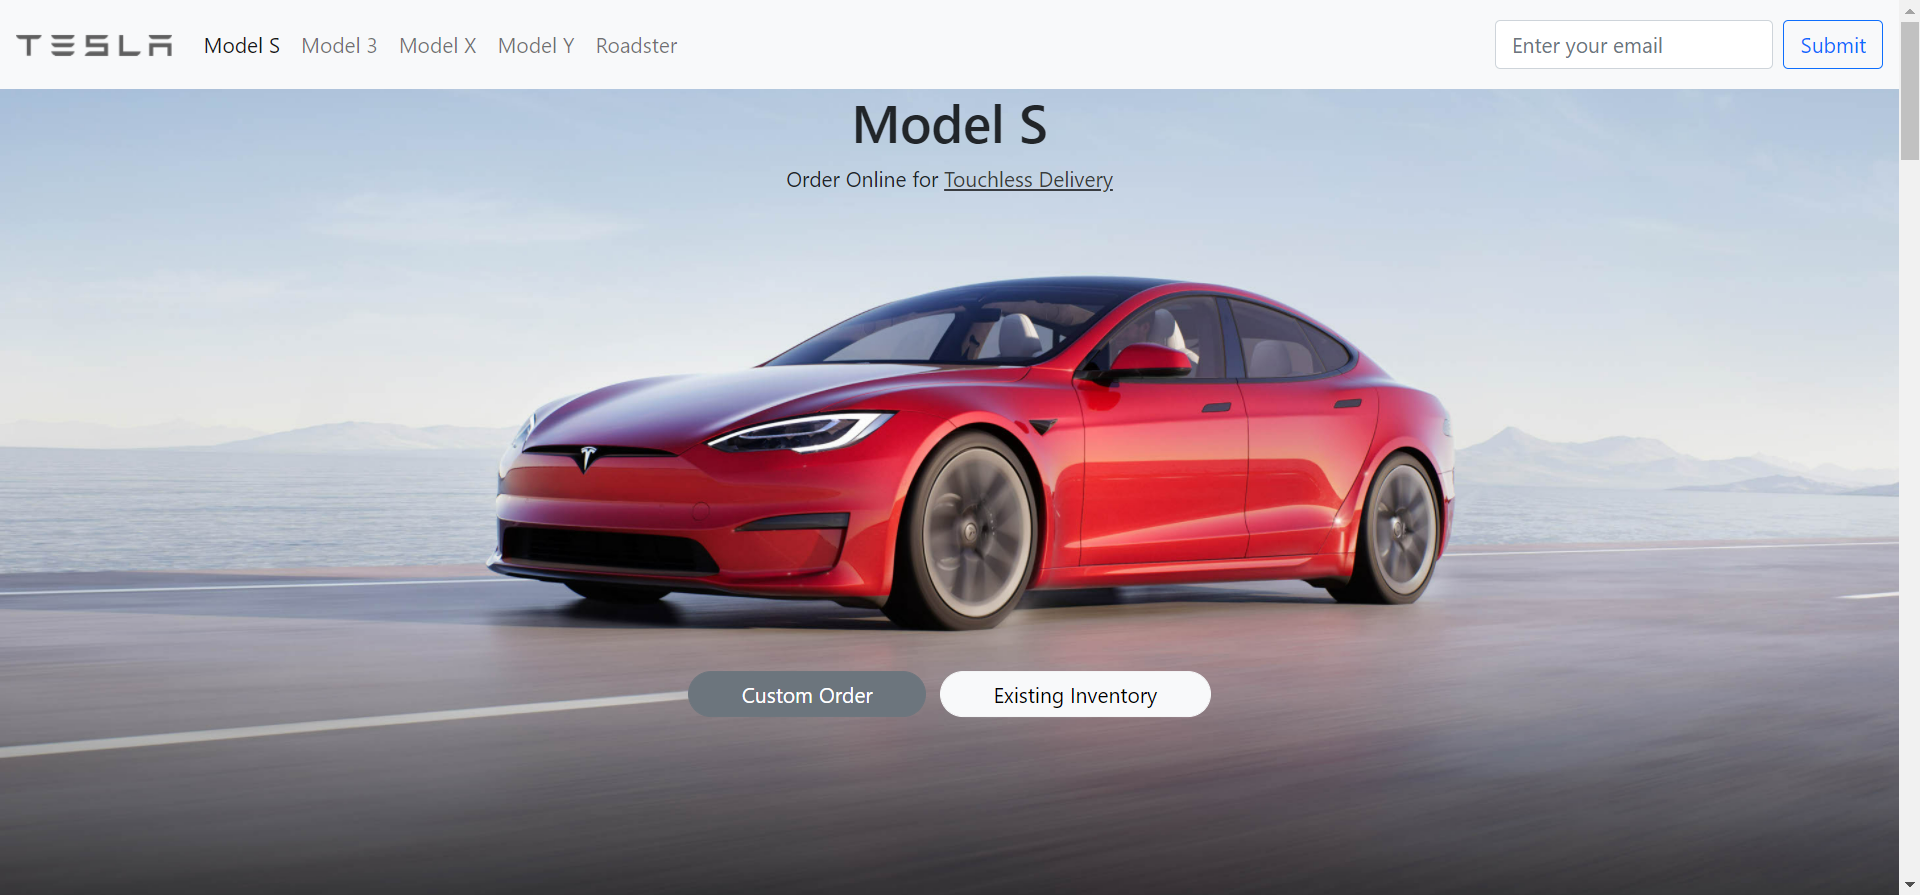 TESLA Model S Model 3 Model X Model Y Roadster Enter your email Submit
Model S
Order Online for Touchless Delivery
Custom Order Existing Inventory